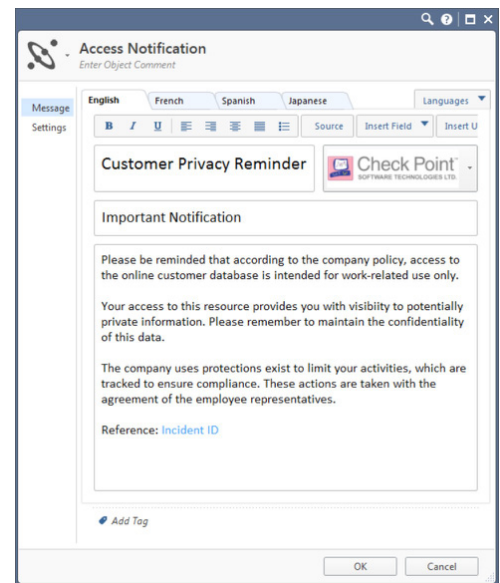 Access Notification
Enter Object Comment
Message
Settings
English French Spanish Japanese Languages
B I U Source Insert Field Insert U
Customer Privacy Reminder
Check Point
SOFTWARE TECHNOLOGIES LTD.
Important Notification
Please be reminded that according to the company policy, access to
the online customer database is intended for work-related use only.
Your access to this resource provides you with visibiity to potentially
private information. Please remember to maintain the confidentiality
of this data.
The company uses protections exist to limit your activities, which are
tracked to ensure compliance. These actions are taken with the
agreement of the employee representatives.
Reference: Incident ID
Add Tag
OK Cancel